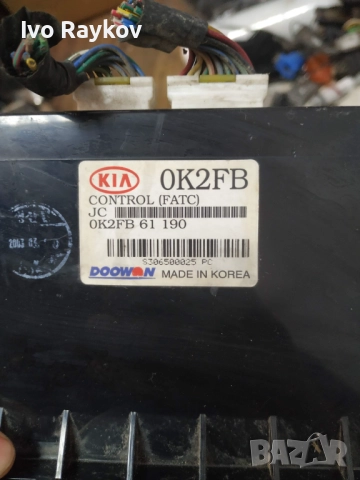 Ivo Raykov
KIA 0K2FB
CONTROL (FATC)
JC
0K2FB 61 190
S306500025 PC
DOOWON MADE IN KOREA
BAZAR